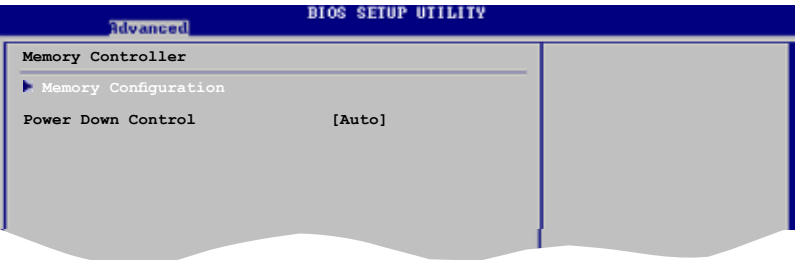 BIOS SETUP UTILITY
Advanced
Memory Controller
Memory Configuration
Power Down Control [Auto]